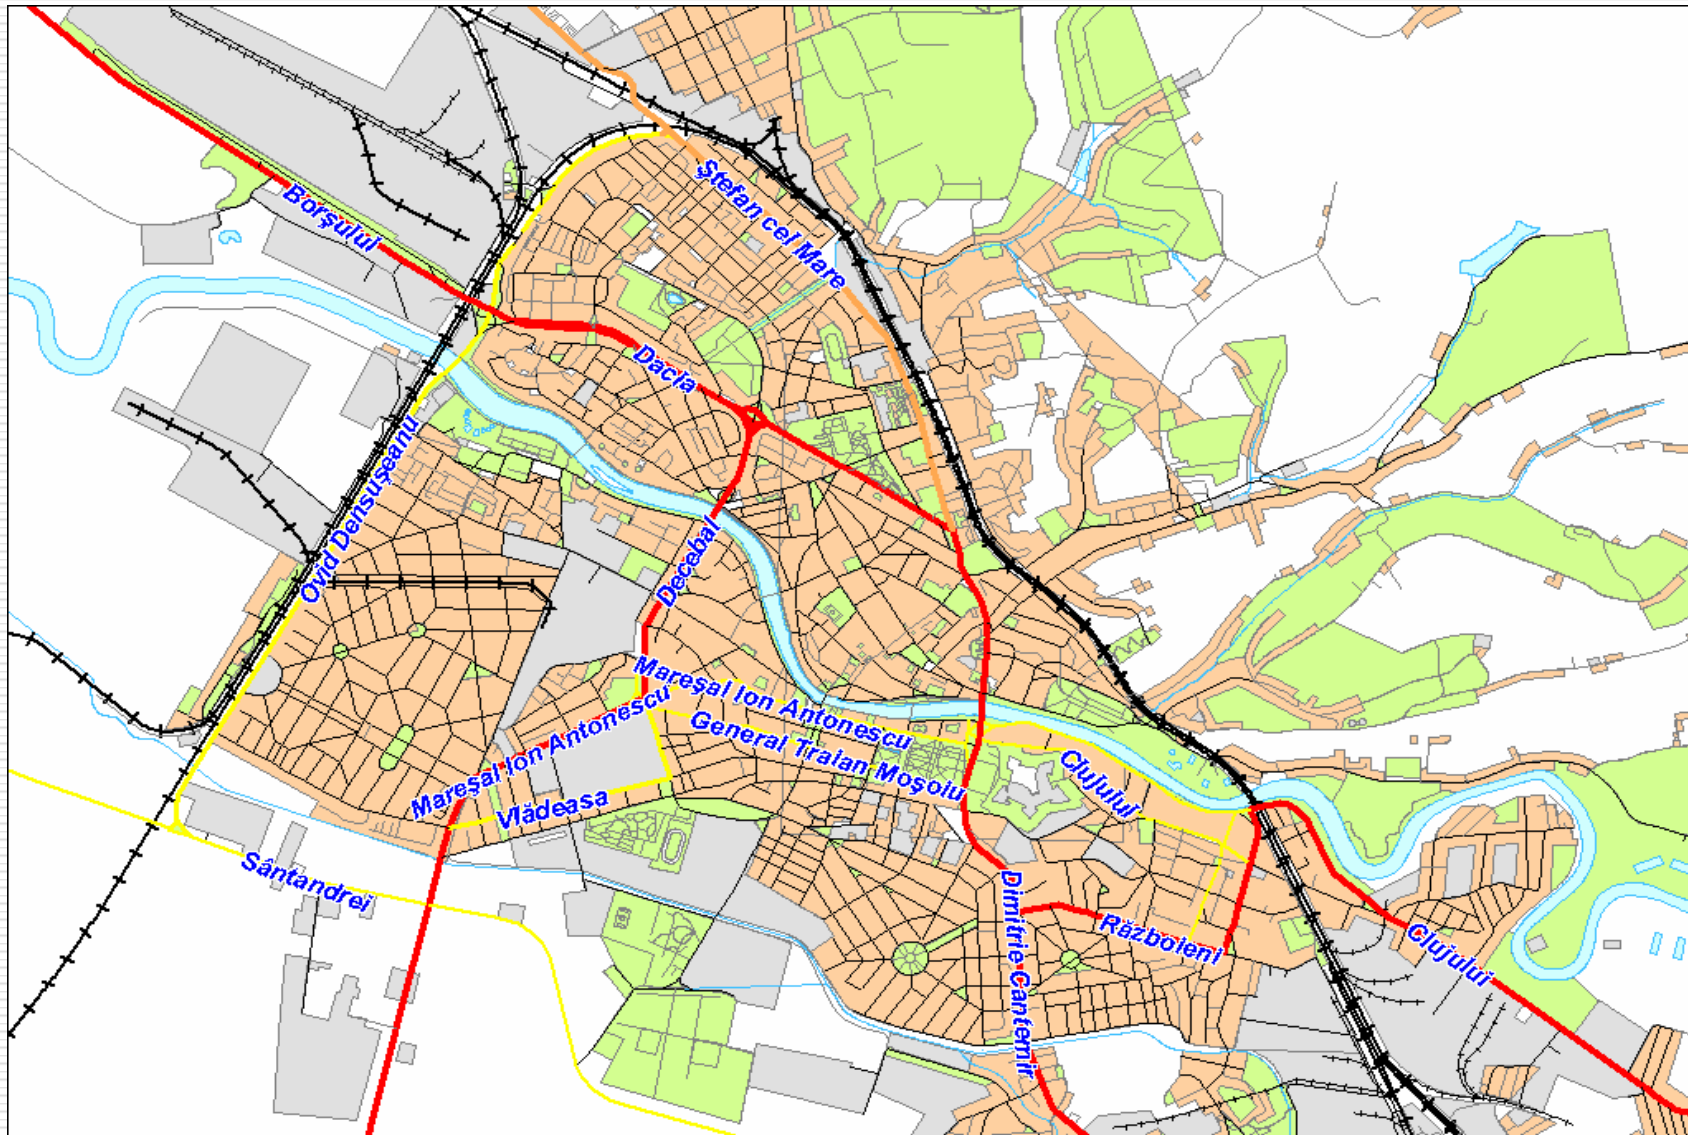 Ştefan cel Mare
Borşului
Dacia
Ovid Densuşeanu
Decebal
Mareşal Ion Antonescu
Mareşal Ion Antonescu
General Traian Moşoiu
Clujului
Vlădeasa
Sântandrei
Dimitrie Cantemir
Războieni
Clujului